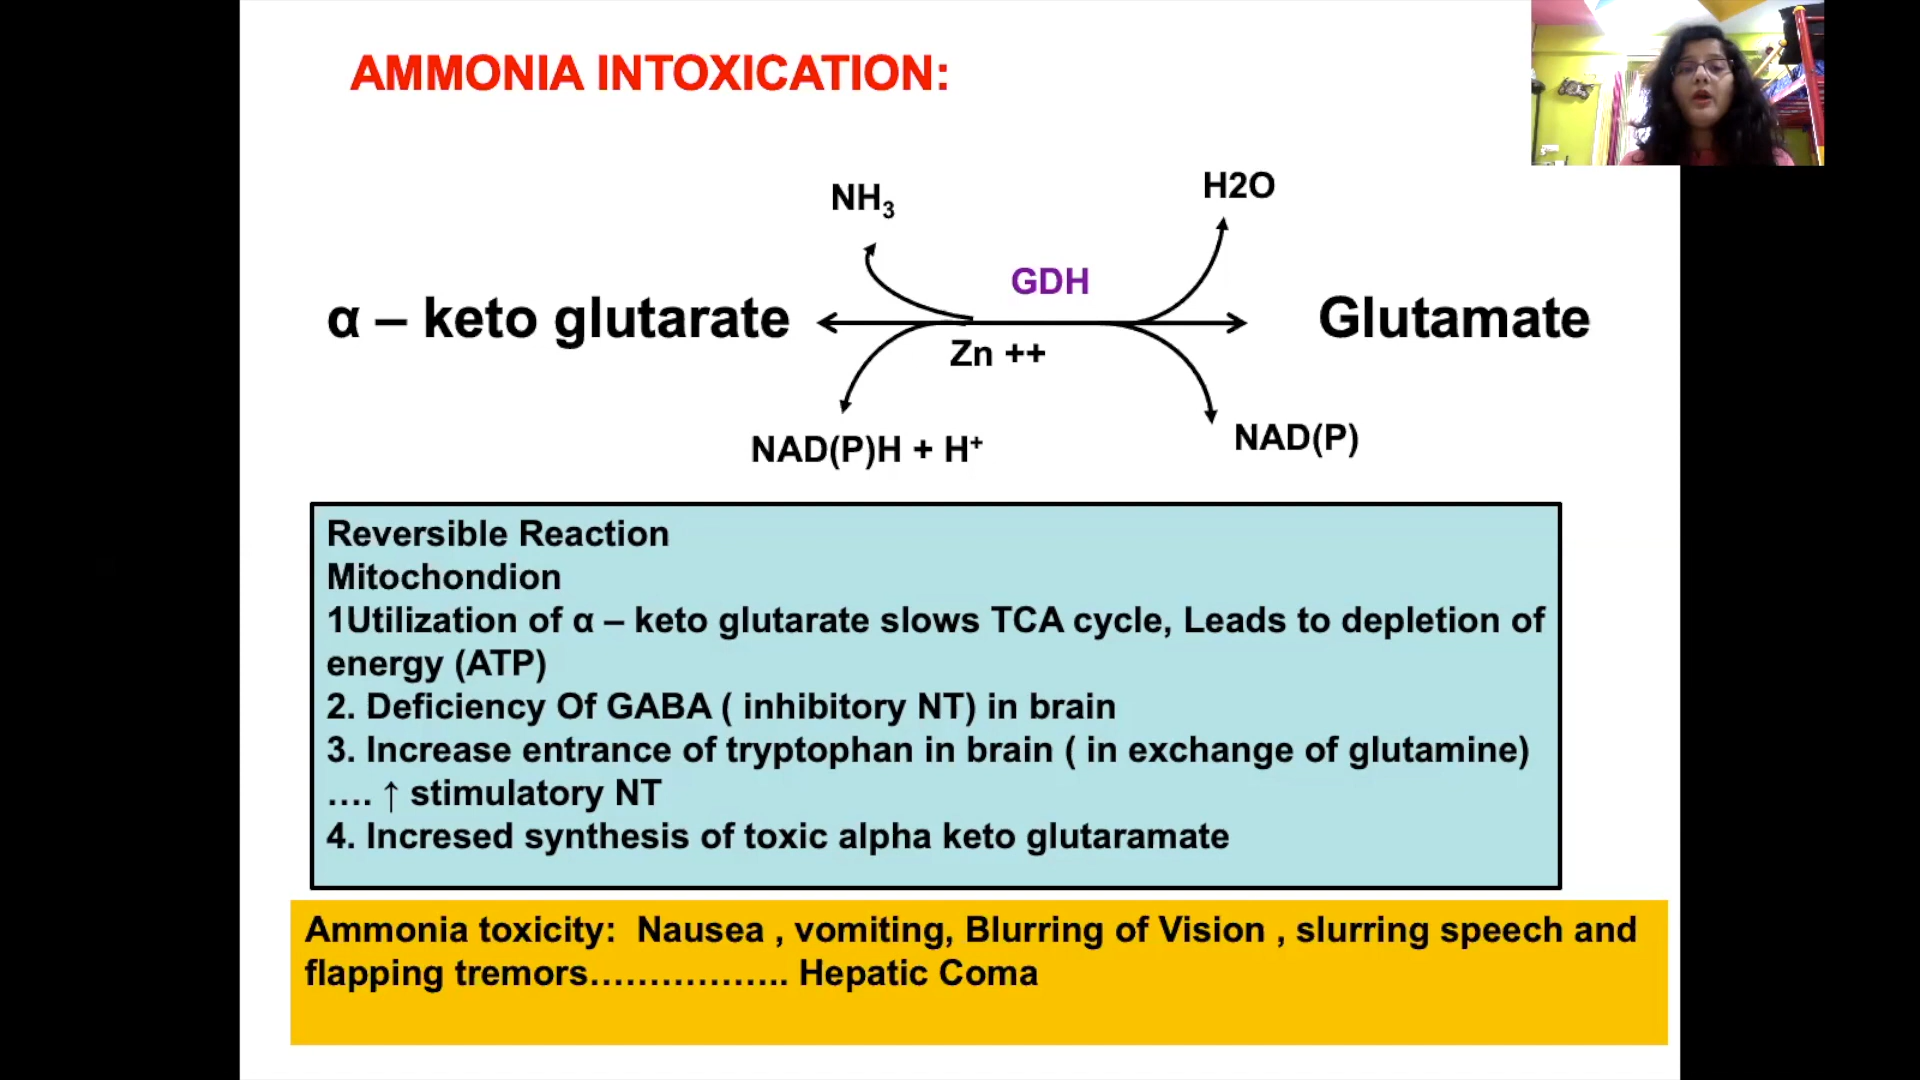 AMMONIA INTOXICATION:
NH3
H2O
GDH
α – keto glutarate
Glutamate
Zn ++
NAD(P)H + H+
NAD(P)
Reversible Reaction
Mitochondion
1Utilization of α – keto glutarate slows TCA cycle, Leads to depletion of
energy (ATP)
2. Deficiency Of GABA ( inhibitory NT) in brain
3. Increase entrance of tryptophan in brain ( in exchange of glutamine)
.... ↑ stimulatory NT
4. Incresed synthesis of toxic alpha keto glutaramate
Ammonia toxicity: Nausea , vomiting, Blurring of Vision , slurring speech and
flapping tremors…………….. Hepatic Coma